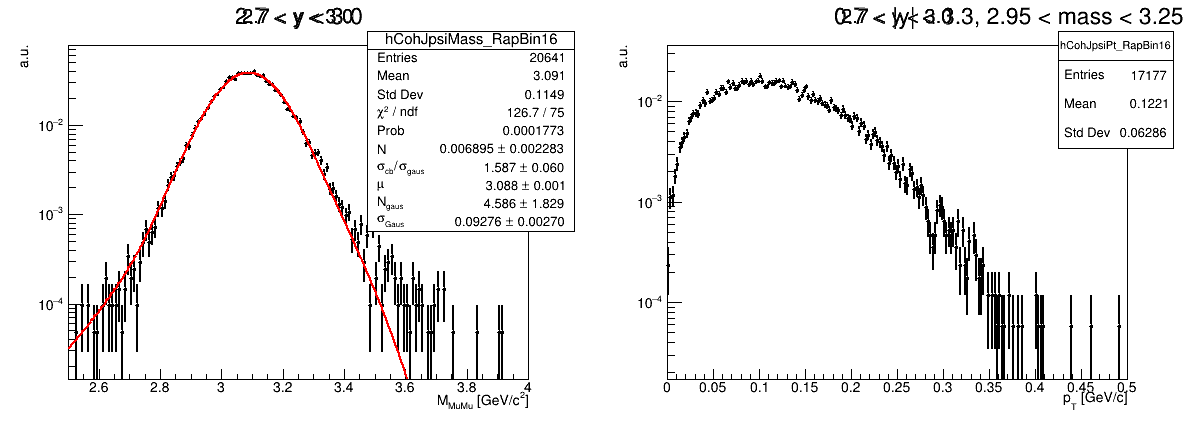 2.7 < y < 3.0
a.u.
hCohJpsiMass_RapBin16
Entries 20641
Mean 3.091
Std Dev 0.1149
χ² / ndf 126.7 / 75
Prob 0.0001773
N 0.006895 ± 0.002283
σcb/σgaus 1.587 ± 0.060
μ 3.088 ± 0.001
Ngaus 4.586 ± 1.829
σGaus 0.09276 ± 0.00270
10⁻²
10⁻³
10⁻⁴
2.6 2.8 3 3.2 3.4 3.6 3.8 4
MMuMu [GeV/c²]
3.3, 2.95 < mass < 3.25
a.u.
hCohJpsiPt_RapBin16
Entries 17177
Mean 0.1221
Std Dev 0.06286
10⁻²
10⁻³
10⁻⁴
0 0.05 0.1 0.15 0.2 0.25 0.3 0.35 0.4 0.45 0.5
pT [GeV/c]